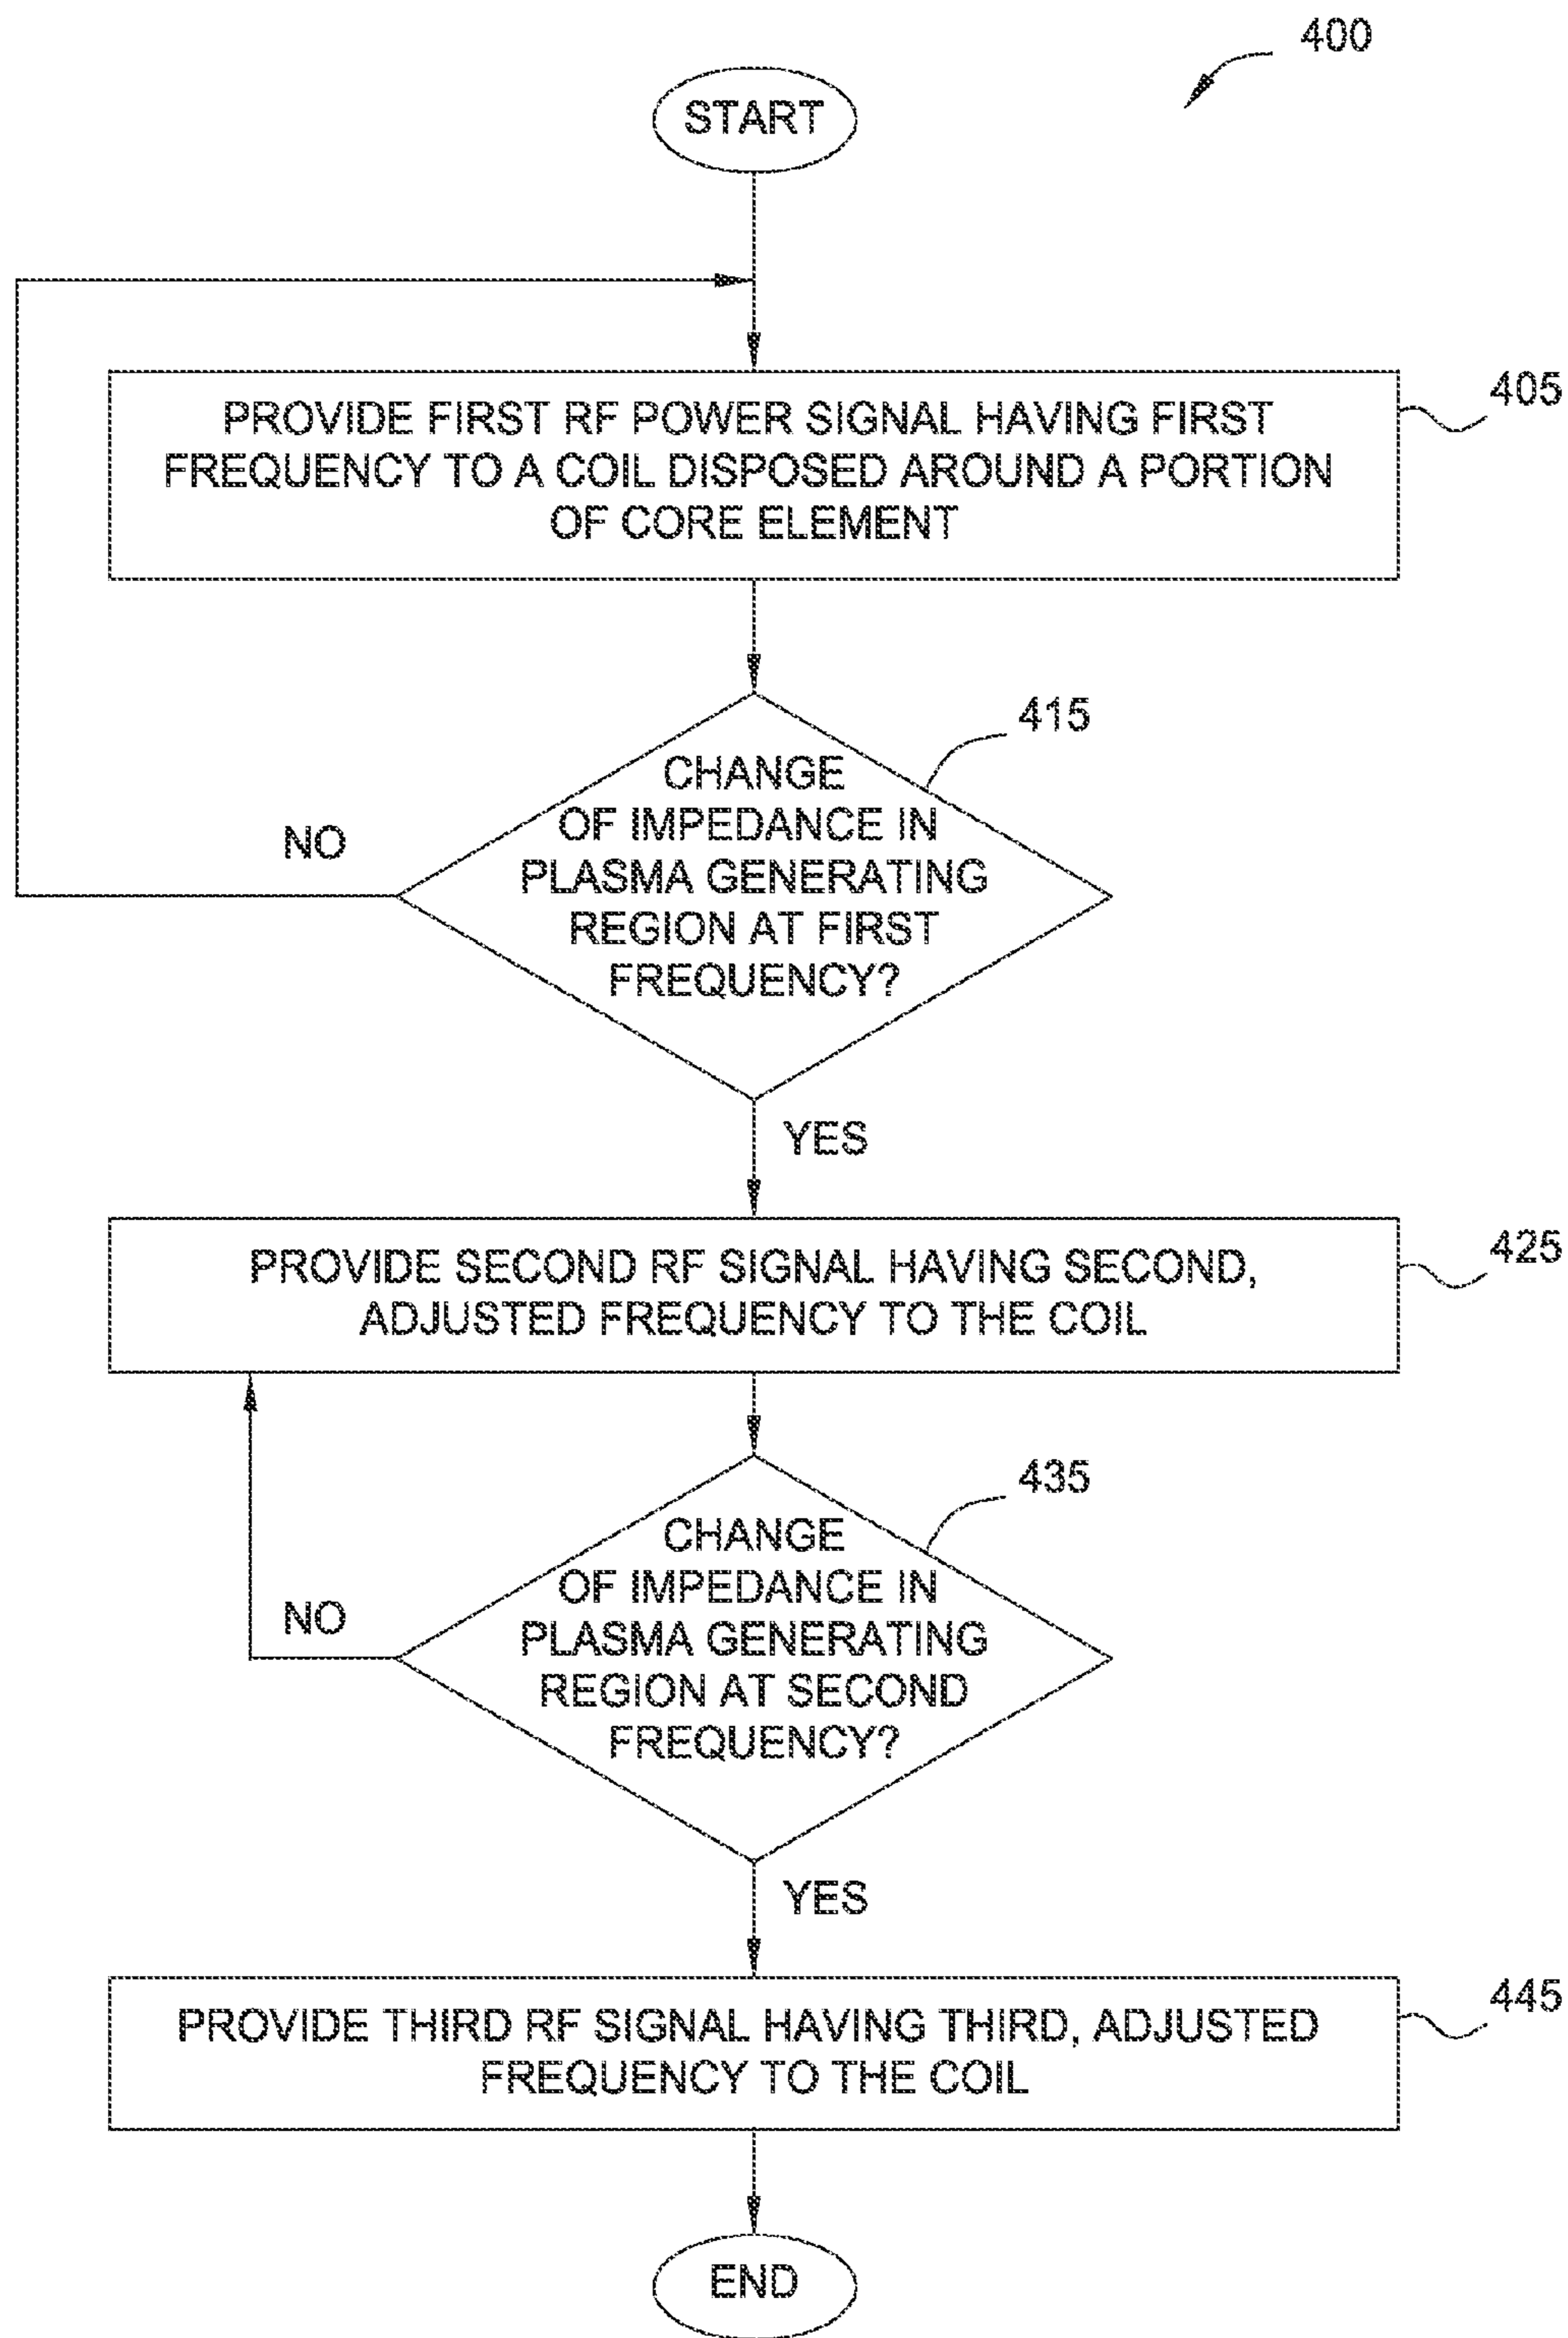 400
START
PROVIDE FIRST RF POWER SIGNAL HAVING FIRST
FREQUENCY TO A COIL DISPOSED AROUND A PORTION
OF CORE ELEMENT
405
415
CHANGE
OF IMPEDANCE IN
PLASMA GENERATING
REGION AT FIRST
FREQUENCY?
NO
YES
PROVIDE SECOND RF SIGNAL HAVING SECOND,
ADJUSTED FREQUENCY TO THE COIL
425
435
CHANGE
OF IMPEDANCE IN
PLASMA GENERATING
REGION AT SECOND
FREQUENCY?
NO
YES
PROVIDE THIRD RF SIGNAL HAVING THIRD, ADJUSTED
FREQUENCY TO THE COIL
445
END